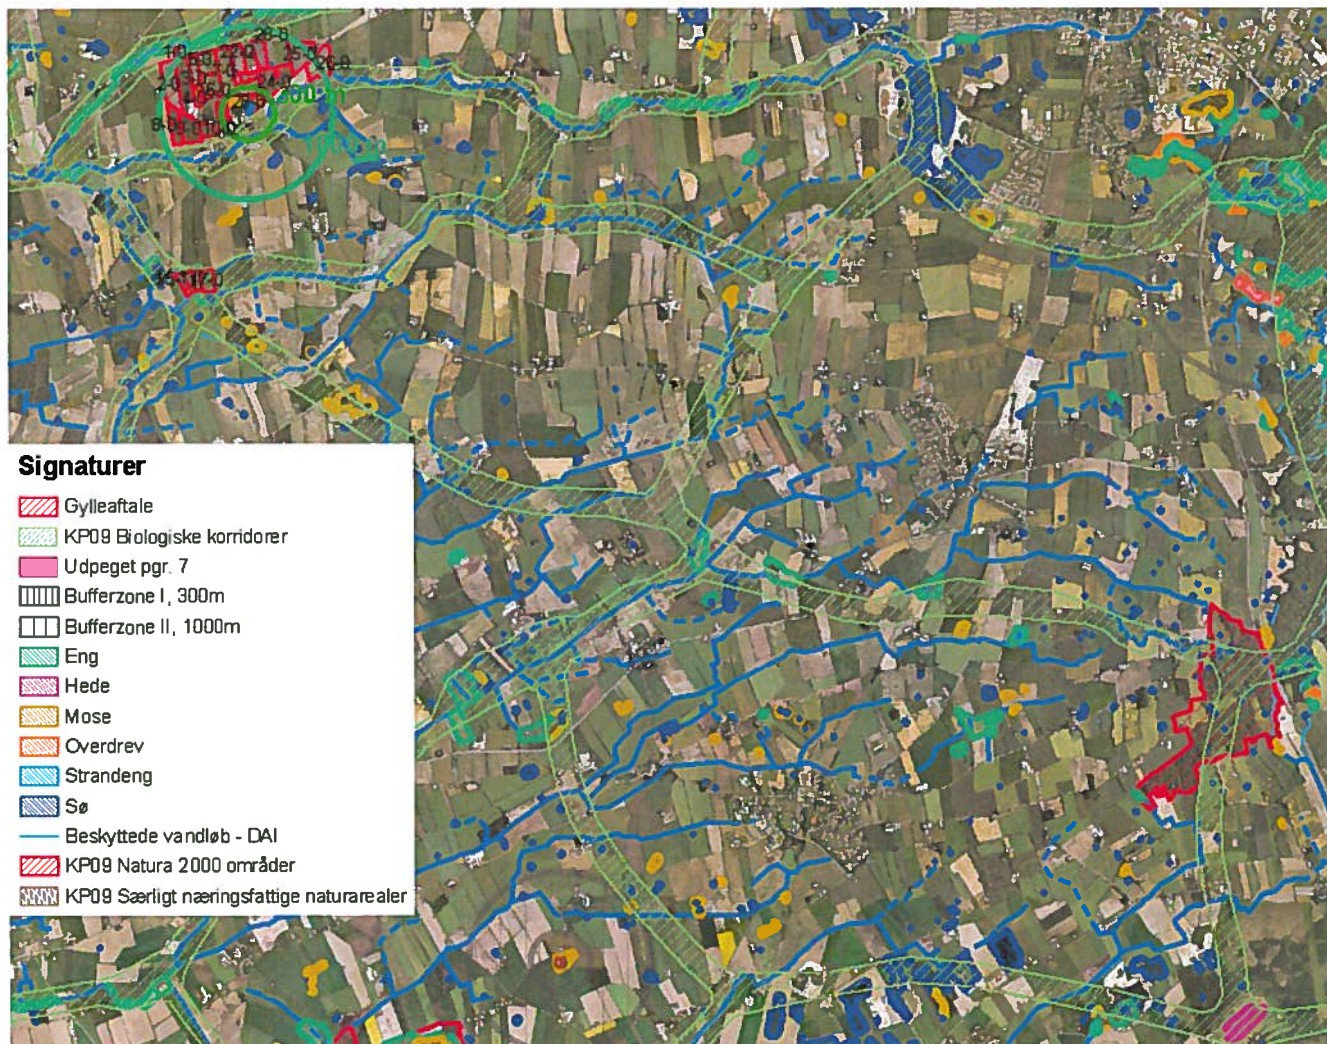 Signaturer
Gylleaftale
KP09 Biologiske korridorer
Udpeget pgr. 7
Bufferzone I, 300m
Bufferzone II, 1000m
Eng
Hede
Mose
Overdrev
Strandeng
Sø
Beskyttede vandløb - DAI
KP09 Natura 2000 områder
KP09 Særligt næringsfattige naturarealer